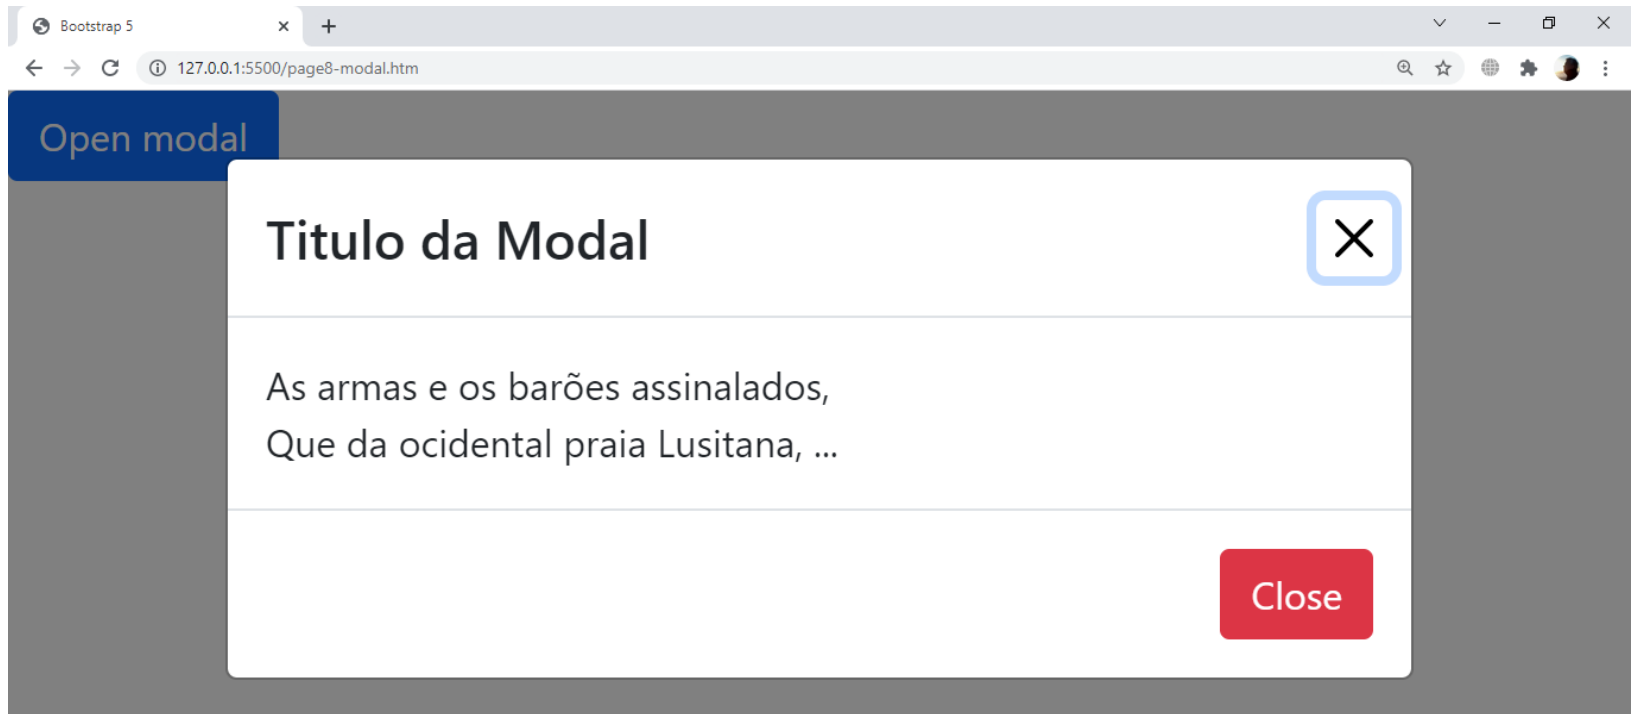 Bootstrap 5
127.0.0.1:5500/page8-modal.htm
Open modal
Titulo da Modal
As armas e os barões assinalados,
Que da ocidental praia Lusitana, ...
Close